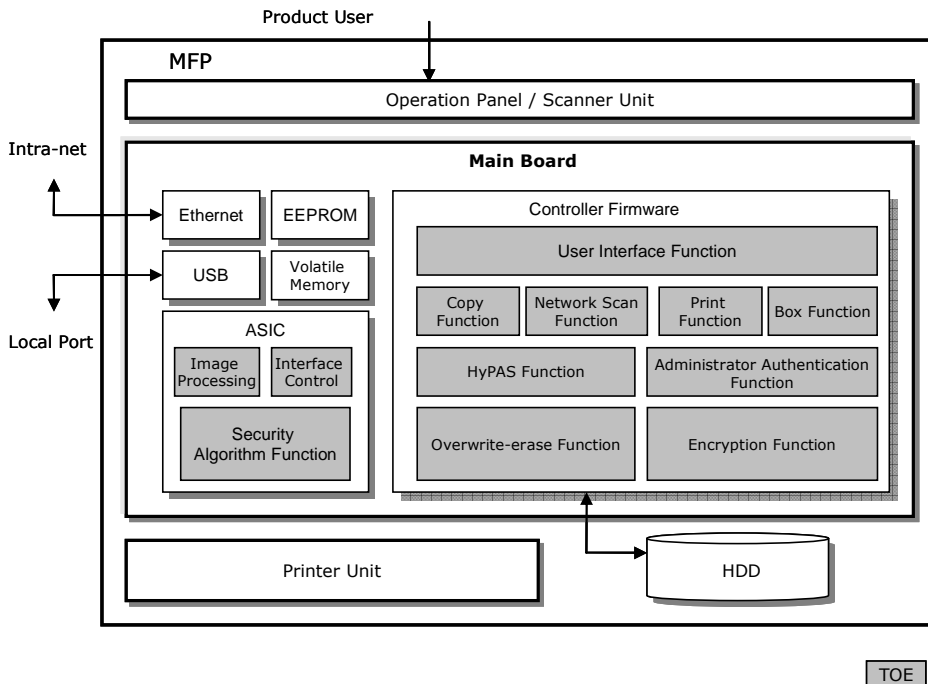 Product User
MFP
Operation Panel / Scanner Unit
Intra-net
Main Board
Ethernet
EEPROM
Controller Firmware
User Interface Function
USB
Volatile
Memory
Local Port
Copy
Function
Network Scan
Function
Print
Function
Box Function
ASIC
Image
Processing
Interface
Control
HyPAS Function
Administrator Authentication
Function
Security
Algorithm Function
Overwrite-erase Function
Encryption Function
Printer Unit
HDD
TOE